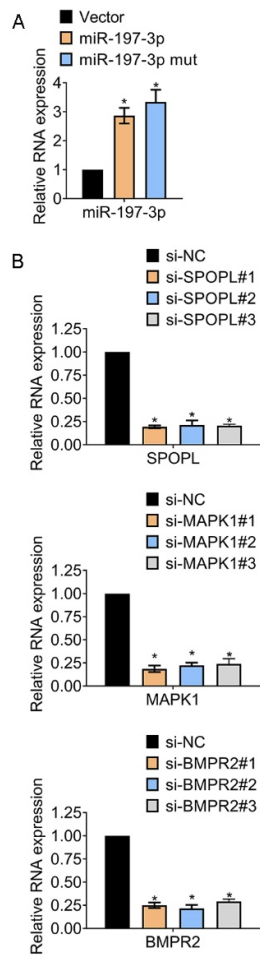 A
Vector
miR-197-3p
miR-197-3p mut
Relative RNA expression
4
3
2
1
0
* *
miR-197-3p
B
si-NC
si-SPOPL#1
si-SPOPL#2
si-SPOPL#3
Relative RNA expression
1.25
1.00
0.75
0.50
0.25
0.00
* * *
SPOPL
si-NC
si-MAPK1#1
si-MAPK1#2
si-MAPK1#3
Relative RNA expression
1.25
1.00
0.75
0.50
0.25
0.00
* * *
MAPK1
si-NC
si-BMPR2#1
si-BMPR2#2
si-BMPR2#3
Relative RNA expression
1.25
1.00
0.75
0.50
0.25
0.00
* * *
BMPR2